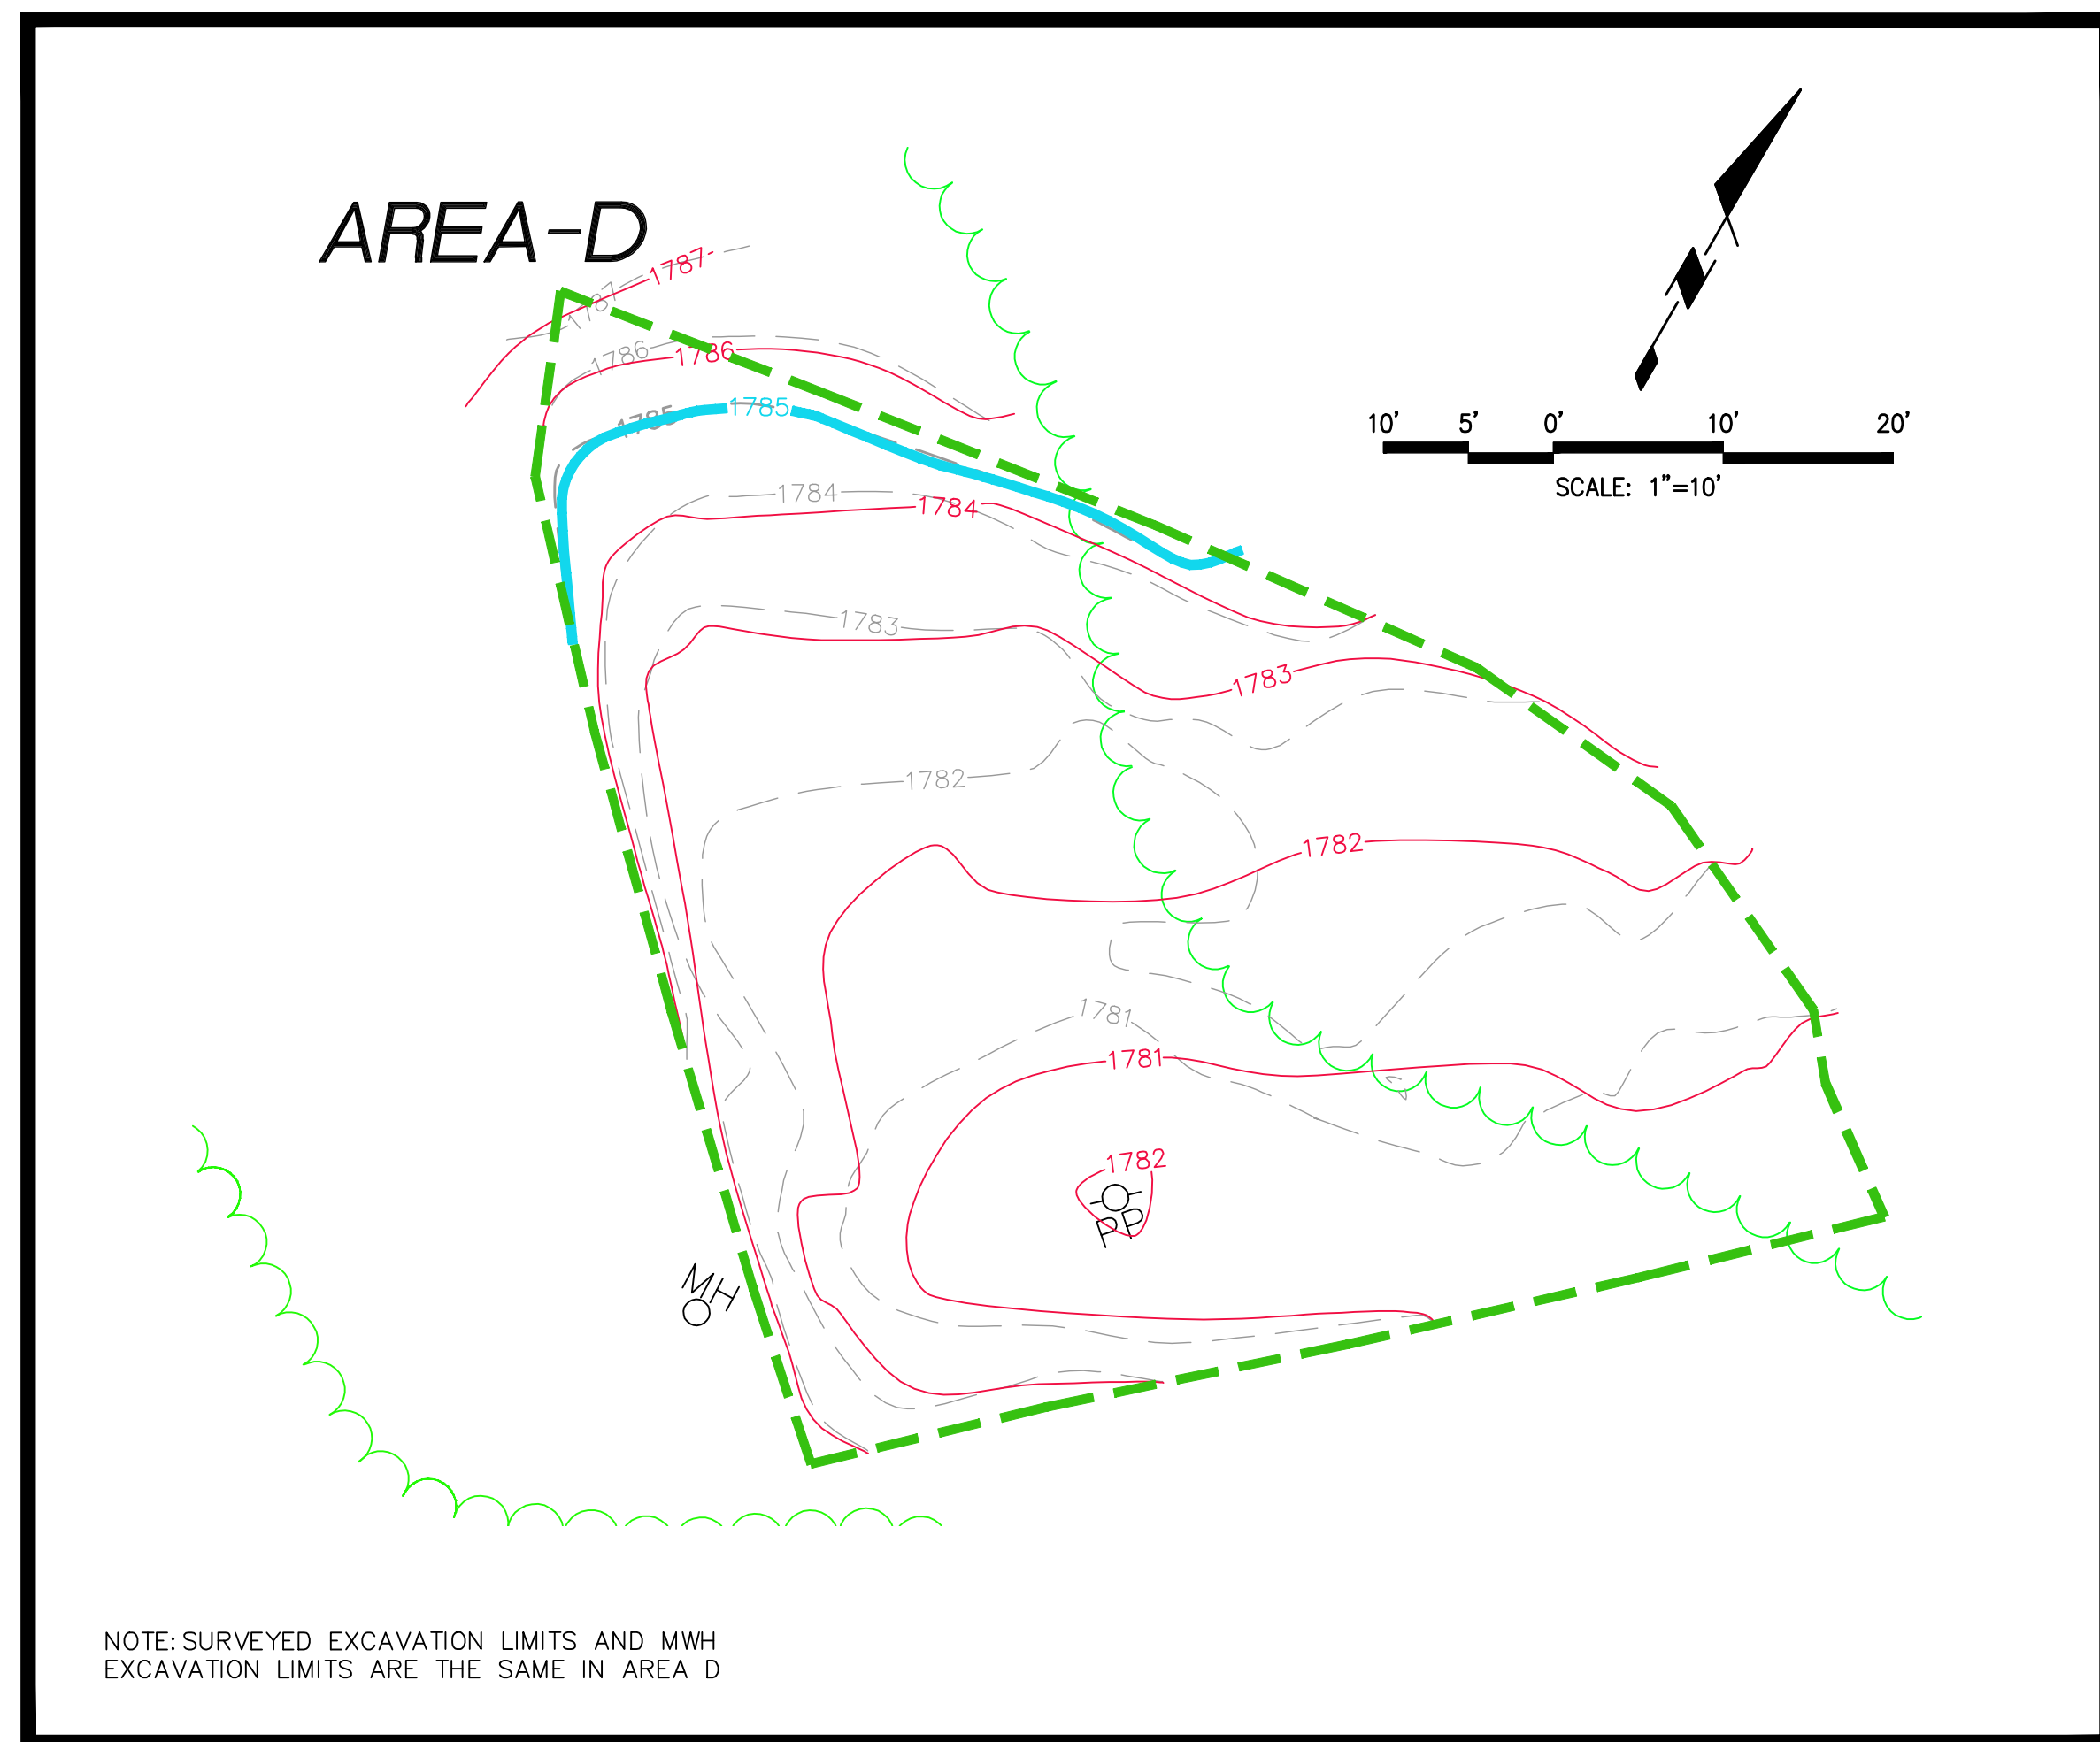 AREA-D
1787
1787
1786
1786
1785
1785
10' 5' 0' 10' 20'
SCALE: 1"=10'
1784
1784
1783
1783
1782
1782
1781
1781
1782
PP
MH
NOTE: SURVEYED EXCAVATION LIMITS AND MWH
EXCAVATION LIMITS ARE THE SAME IN AREA D